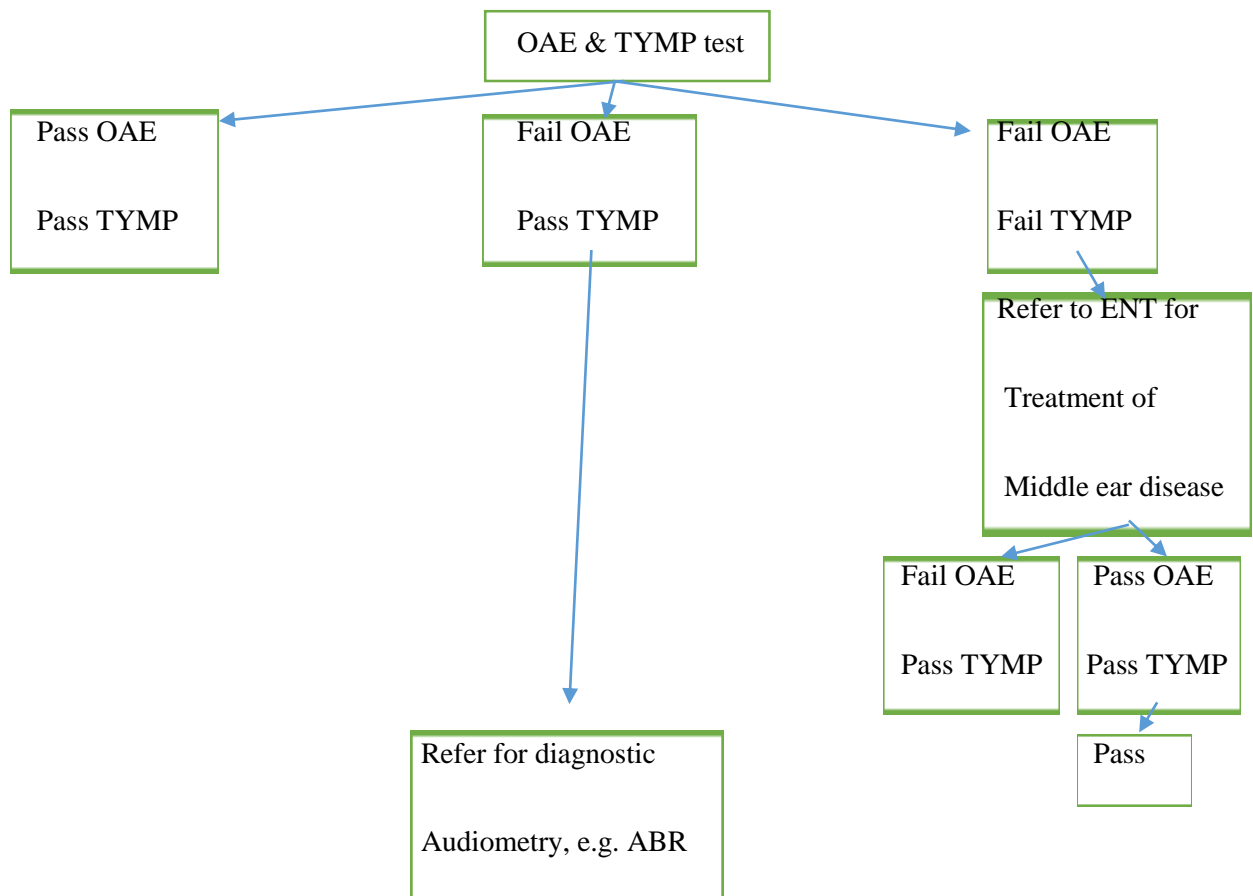 OAE & TYMP test
Pass OAE
Pass TYMP
Fail OAE
Pass TYMP
Fail OAE
Fail TYMP
Refer to ENT for
Treatment of
Middle ear disease
Fail OAE
Pass TYMP
Pass OAE
Pass TYMP
Pass
Refer for diagnostic
Audiometry, e.g. ABR